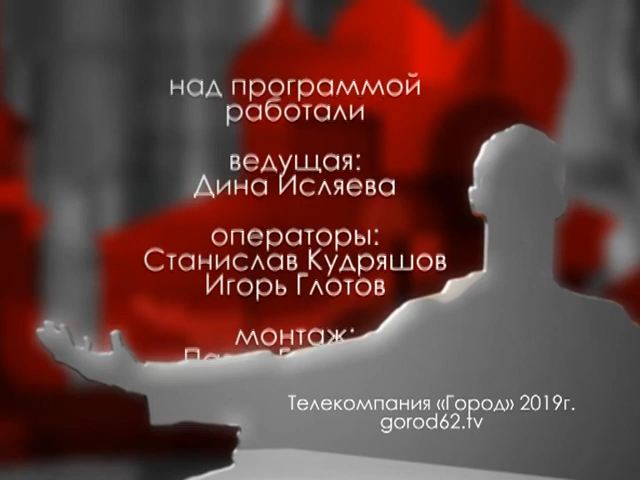 над программой
работали
ведущая:
Дина Исляева
операторы:
Станислав Кудряшов
Игорь Глотов
монтаж:
Телекомпания «Город» 2019г.
gorod62.tv